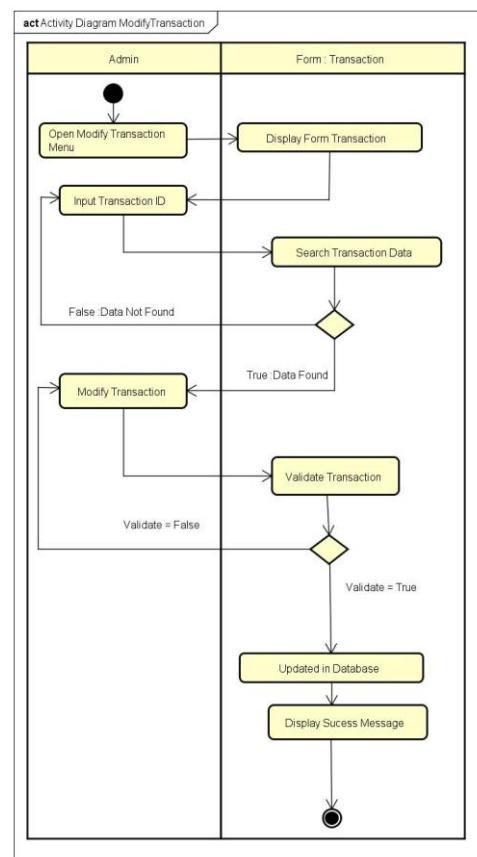 act Activity Diagram ModifyTransaction
Admin
Form : Transaction
Open Modify Transaction
Menu
Display Form Transaction
Input Transaction ID
Search Transaction Data
False :Data Not Found
True :Data Found
Modify Transaction
Validate Transaction
Validate = False
Validate = True
Updated in Database
Display Sucess Message